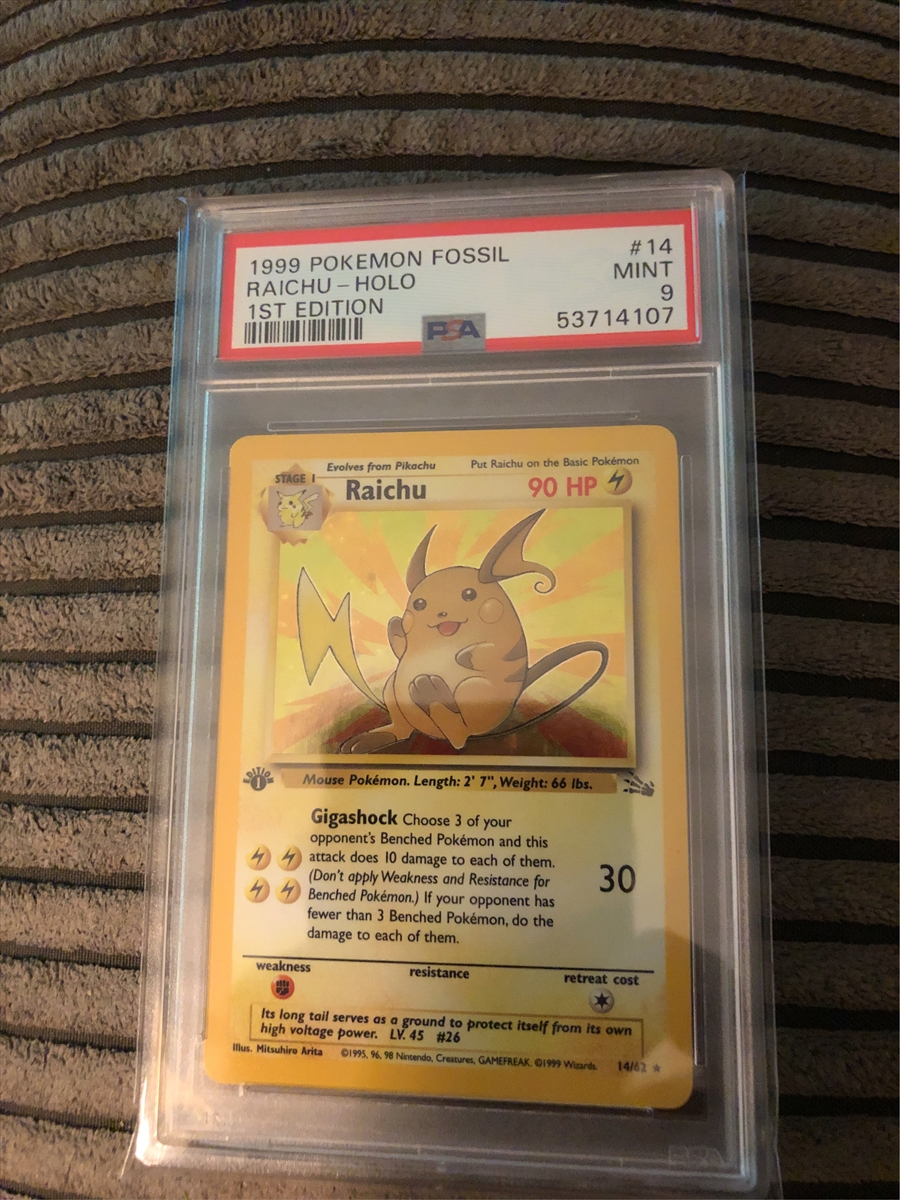 1999 POKEMON FOSSIL #14
RAICHU - HOLO MINT
1ST EDITION 9
PSA 53714107
STAGE 1 Evolves from Pikachu Put Raichu on the Basic Pokémon
Raichu 90 HP
EDITION 1
Mouse Pokémon. Length: 2' 7", Weight: 66 lbs.
Gigashock Choose 3 of your
opponent's Benched Pokémon and this
attack does 10 damage to each of them.
(Don't apply Weakness and Resistance for
Benched Pokémon.) If your opponent has
fewer than 3 Benched Pokémon, do the
damage to each of them.
30
weakness resistance retreat cost
Its long tail serves as a ground to protect itself from its own
high voltage power. LV. 45 #26
Illus. Mitsuhiro Arita ©1995, 96, 98 Nintendo, Creatures, GAMEFREAK. ©1999 Wizards. 14/62 ★
PSA